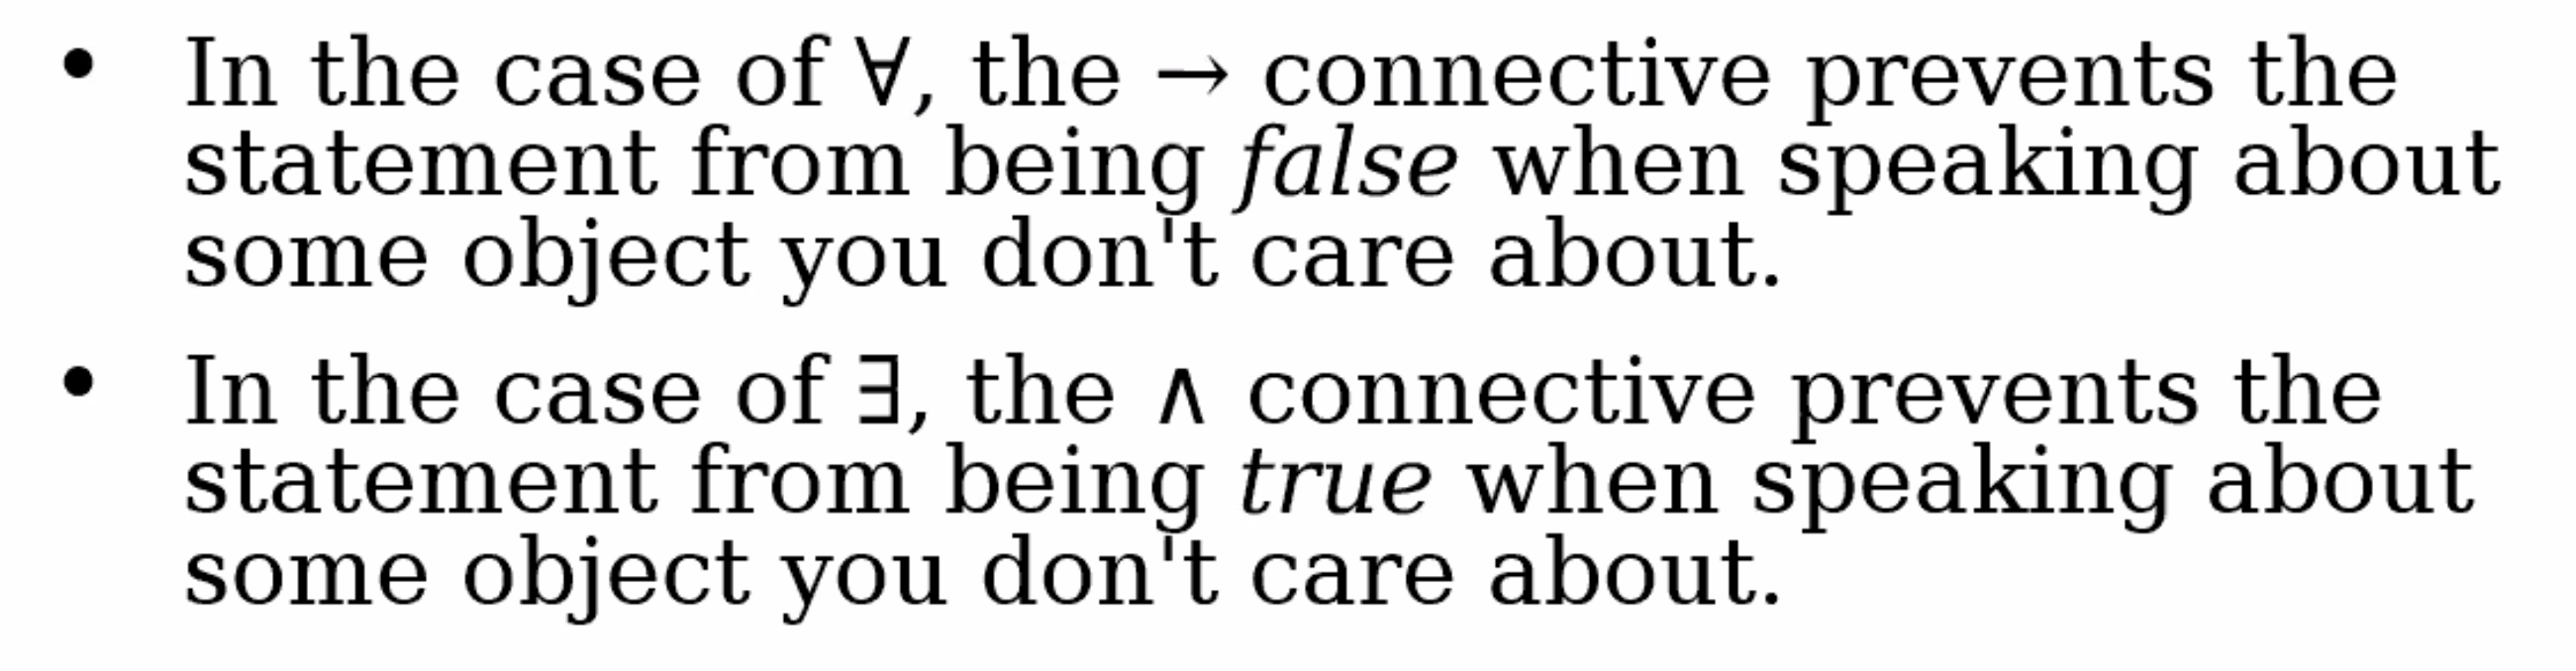 • In the case of ∀, the → connective prevents the
statement from being false when speaking about
some object you don't care about.
• In the case of ∃, the ∧ connective prevents the
statement from being true when speaking about
some object you don't care about.